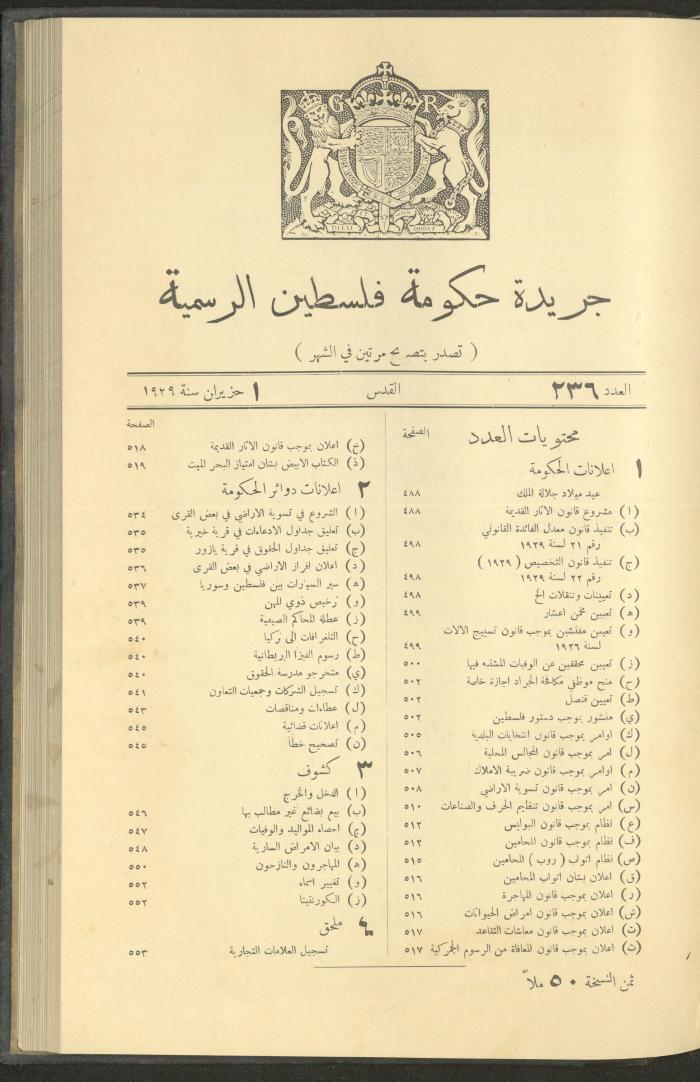 G R
DIEU ET MON DROIT
جريدة حكومة فلسطين الرسمية
( تصدر بتصريح مرتين في الشهر )
العدد ٢٣٦ القدس ١ حزيران سنة ١٩٢٩
محتويات العدد الصفحة
١ اعلانات الحكومة
عيد ميلاد جلالة الملك ٤٨٨
(ا) مشروع قانون الآثار القديمة ٤٨٨
(ب) تنفيذ قانون معدل الفائدة القانوني
رقم ٢١ لسنة ١٩٢٩ ٤٩٨
(ج) تنفيذ قانون التخصيص ( ١٩٢٩ )
رقم ٢٢ لسنة ١٩٢٩ ٤٩٨
(د) تعيينات وتنقلات الخ ٤٩٨
(ه) تعيين مخمن اعشار ٤٩٩
(و) تعيين مفتشين بموجب قانون تسييج الآلات
لسنة ١٩٢٦ ٤٩٩
(ز) تعيين محققين عن الوفيات المشتبه فيها ٥٠٠
(ح) منح موظفي مكافحة الجراد اجازة خاصة ٥٠٢
(ط) تعيين قنصل ٥٠٢
(ي) منشور بموجب دستور فلسطين ٥٠٢
(ك) اوامر بموجب قانون انتخابات البلدية ٥٠٥
(ل) امر بموجب قانون المجالس المحلية ٥٠٦
(م) اوامر بموجب قانون ضريبة الاملاك ٥٠٧
(ن) امر بموجب قانون تسوية الاراضي ٥٠٨
(س) امر بموجب قانون تنظيم الحرف والصناعات ٥١٠
(ع) نظام بموجب قانون البوليس ٥١٢
(ف) نظام بموجب قانون المحامين ٥١٢
(ص) نظام اثواب ( روب ) المحامين ٥١٥
(ق) اعلان بشأن اثواب المحامين ٥١٦
(ر) اعلان بموجب قانون المهاجرة ٥١٦
(ش) اعلان بموجب قانون امراض الحيوانات ٥١٦
(ت) اعلان بموجب قانون معاشات التقاعد ٥١٧
(ث) اعلان بموجب قانون المعافاة من الرسوم الجمركية ٥١٧
الصفحة
(خ) اعلان بموجب قانون الآثار القديمة ٥١٨
(ذ) الكتاب الابيض بشأن امتياز البحر الميت ٥١٩
٢ اعلانات دوائر الحكومة
(ا) الشروع في تسوية الاراضي في بعض القرى ٥٣٤
(ب) تعليق جداول الادعاءات في قرية خيرية ٥٣٥
(ج) تعليق جداول الحقوق في قرية يازور ٥٣٥
(د) اعلان افراز الاراضي في بعض القرى ٥٣٦
(ه) سير السيارات بين فلسطين وسوريا ٥٣٧
(و) ترخيص ذوي المهن ٥٣٩
(ز) عطلة المحاكم الصيفية ٥٣٩
(ح) التلغرافات الى تركيا ٥٤٠
(ط) رسوم الفيزا البريطانية ٥٤٠
(ي) متخرجو مدرسة الحقوق ٥٤٠
(ك) تسجيل الشركات وجمعيات التعاون ٥٤١
(ل) عطاءات ومناقصات ٥٤٣
(م) اعلانات قضائية ٥٤٥
(ن) تصحيح خطأ ٥٤٥
٣ كشوف
(ا) الدخل والخرج
(ب) بيع بضائع غير مطالب بها ٥٤٦
(ج) احصاء المواليد والوفيات ٥٤٧
(د) بيان الامراض السارية ٥٤٨
(ه) المهاجرون والنازحون ٥٥٠
(و) تغيير اسماء ٥٥٢
(ز) الكورنتينا ٥٥٢
٤ ملحق
تسجيل العلامات التجارية ٥٥٣
ثمن النسخة ٥٠ ملاً